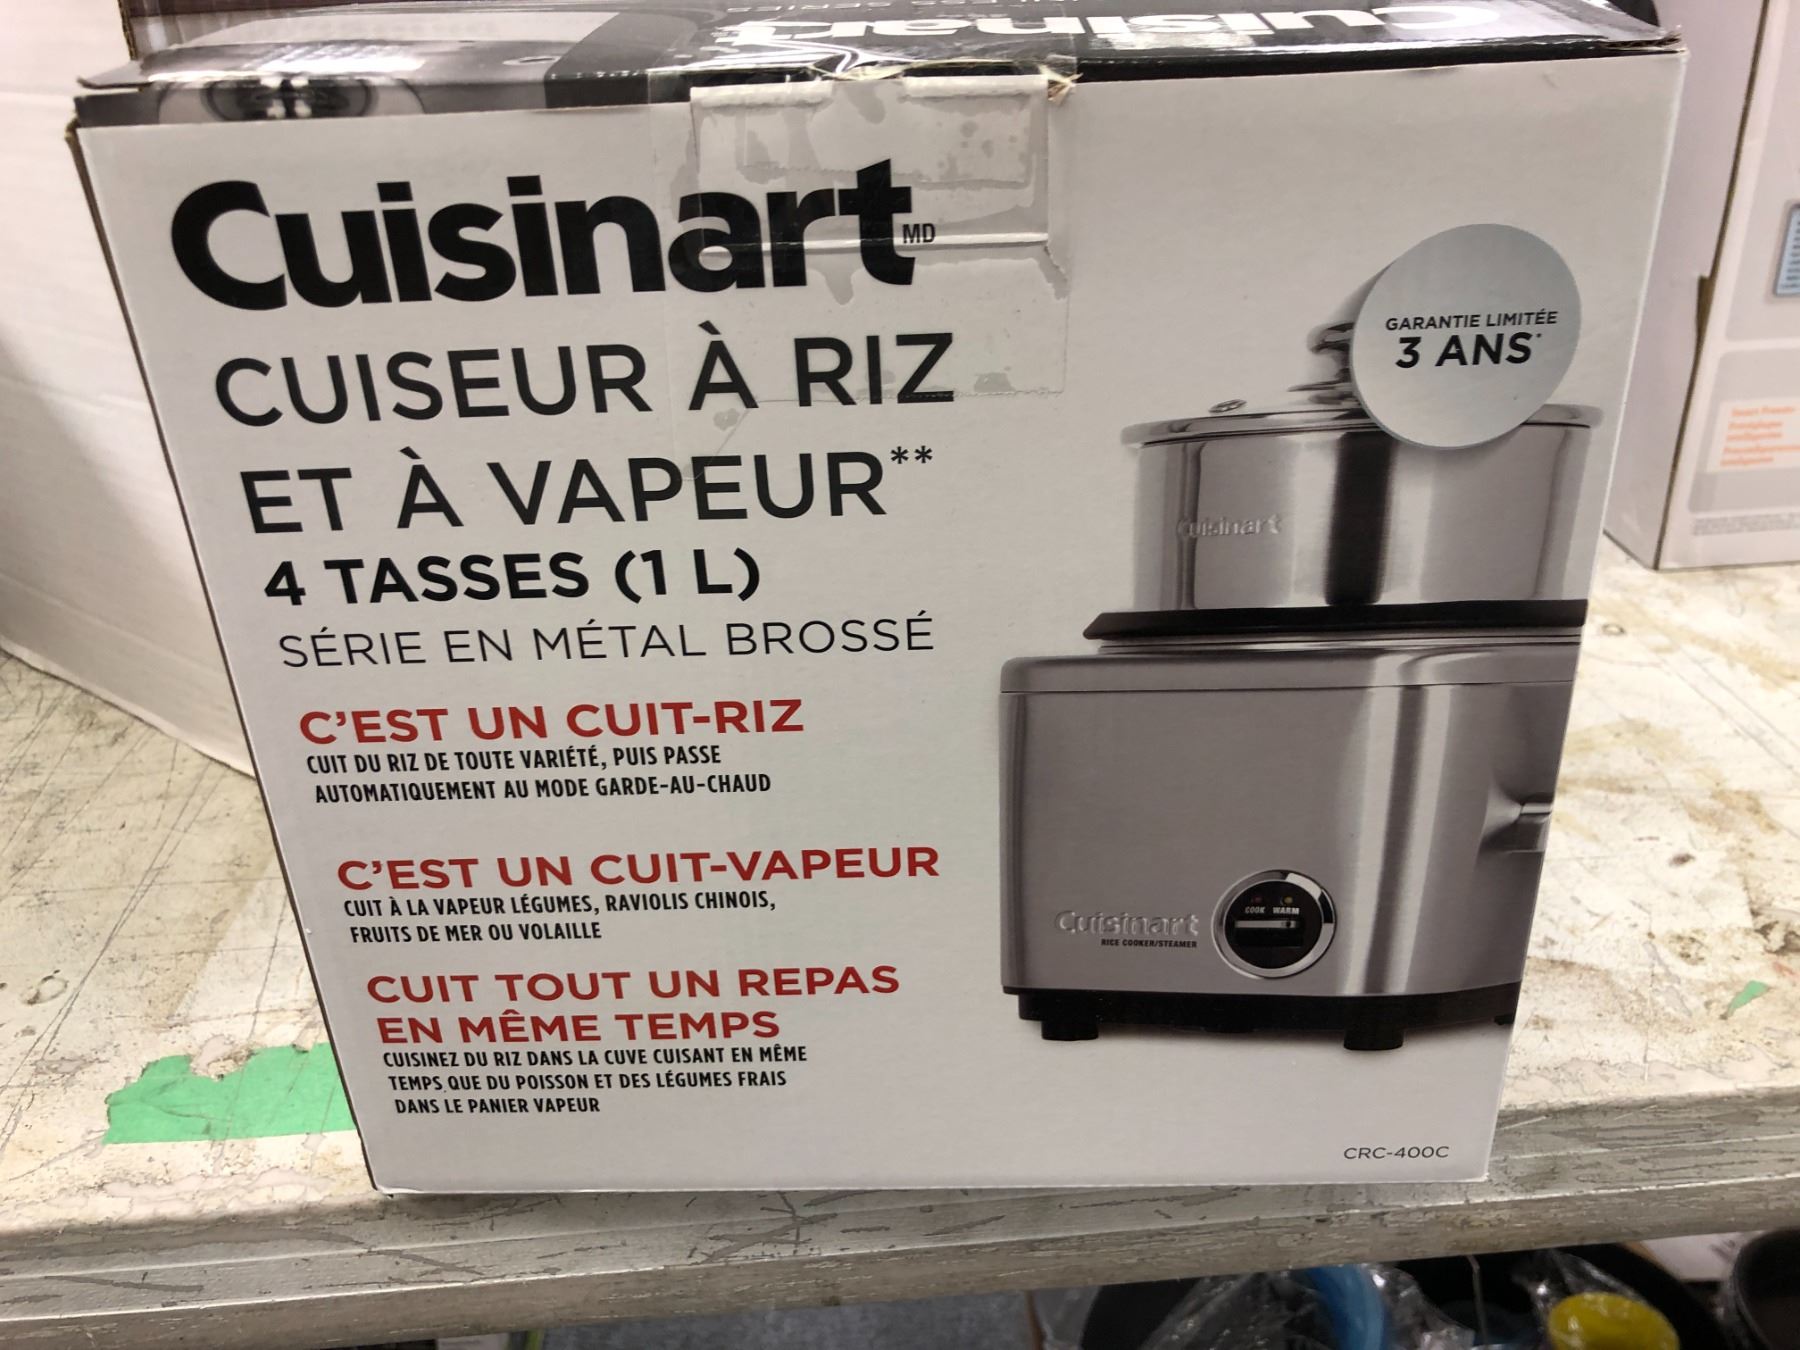 Cuisinart
Cuisinart MD
CUISEUR À RIZ
ET À VAPEUR**
4 TASSES (1 L)
SÉRIE EN MÉTAL BROSSÉ
C'EST UN CUIT-RIZ
CUIT DU RIZ DE TOUTE VARIÉTÉ, PUIS PASSE
AUTOMATIQUEMENT AU MODE GARDE-AU-CHAUD
C'EST UN CUIT-VAPEUR
CUIT À LA VAPEUR LÉGUMES, RAVIOLIS CHINOIS,
FRUITS DE MER OU VOLAILLE
CUIT TOUT UN REPAS
EN MÊME TEMPS
CUISINEZ DU RIZ DANS LA CUVE CUISANT EN MÊME
TEMPS QUE DU POISSON ET DES LÉGUMES FRAIS
DANS LE PANIER VAPEUR
GARANTIE LIMITÉE
3 ANS*
Cuisinart
COOK WARM
Cuisinart
RICE COOKER/STEAMER
CRC-400C